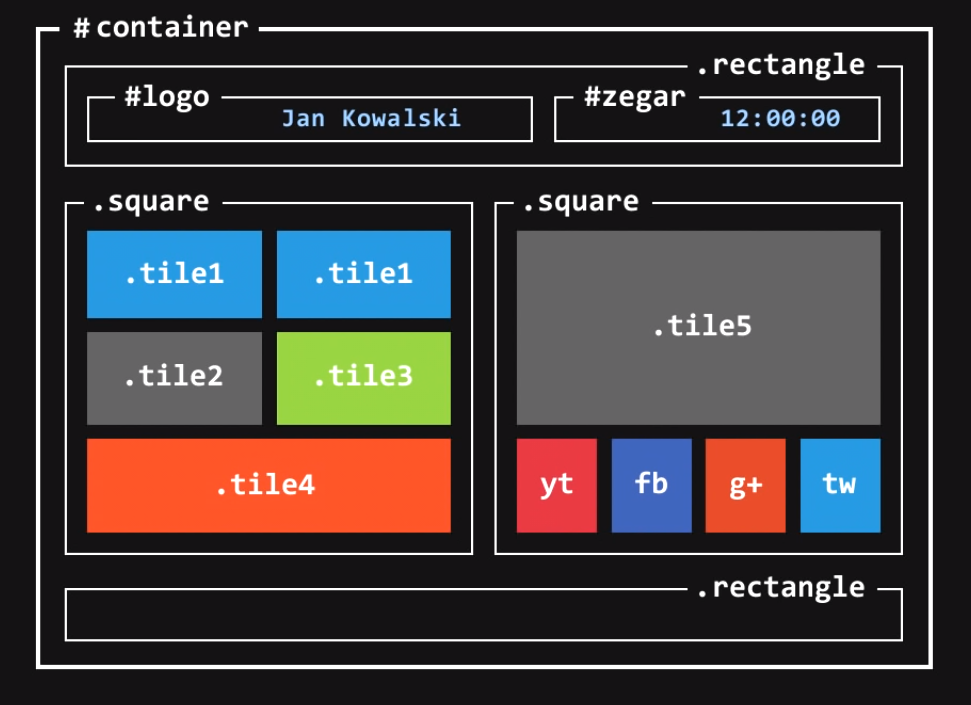 #container
.rectangle
#logo
#zegar
Jan Kowalski
12:00:00
.square
.square
.tile1
.tile1
.tile2
.tile3
.tile4
.tile5
yt
fb
g+
tw
.rectangle